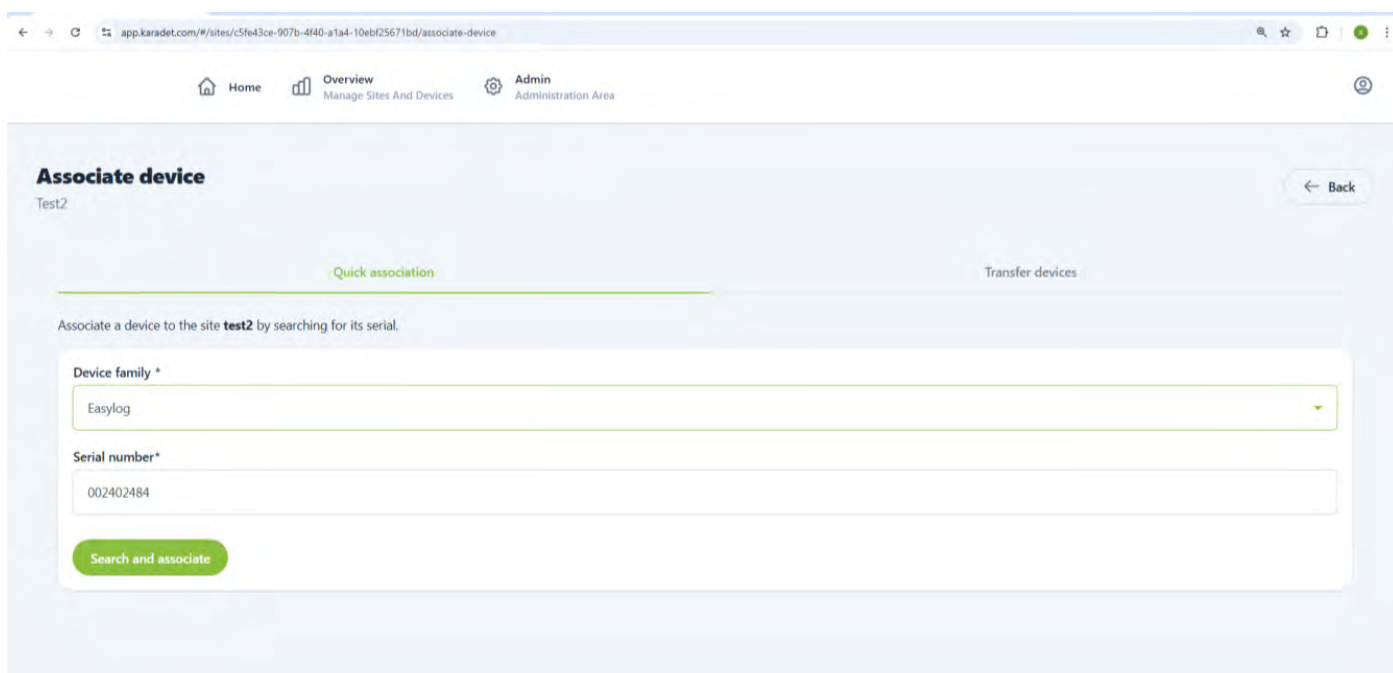 app.karadet.com/#/sites/c5fe43ce-907b-4f40-a1a4-10ebf25671bd/associate-device
Home
Overview
Manage Sites And Devices
Admin
Administration Area
Associate device
Test2
Back
Quick association
Transfer devices
Associate a device to the site test2 by searching for its serial.
Device family *
Easylog
Serial number*
002402484
Search and associate